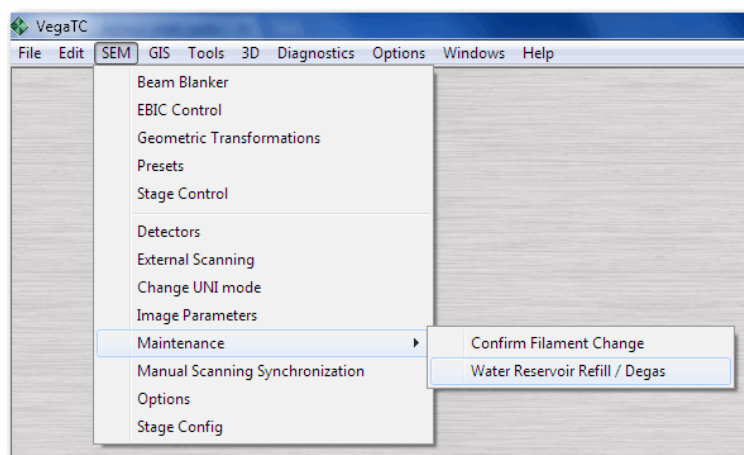 VegaTC
File Edit SEM GIS Tools 3D Diagnostics Options Windows Help
Beam Blanker
EBIC Control
Geometric Transformations
Presets
Stage Control
Detectors
External Scanning
Change UNI mode
Image Parameters
Maintenance
Confirm Filament Change
Manual Scanning Synchronization
Water Reservoir Refill / Degas
Options
Stage Config